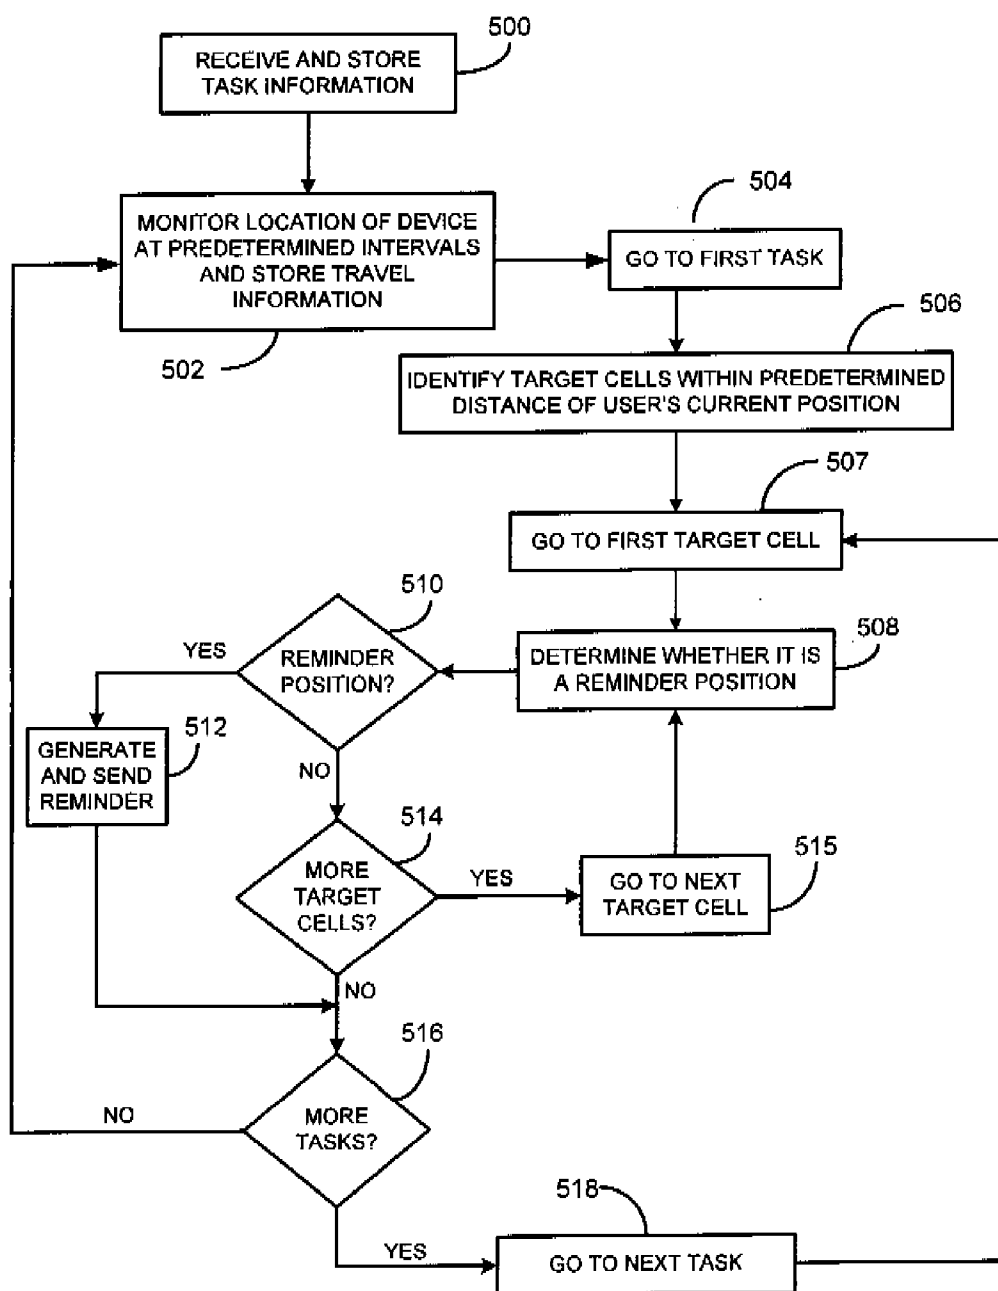 500
RECEIVE AND STORE
TASK INFORMATION
504
MONITOR LOCATION OF DEVICE
AT PREDETERMINED INTERVALS
AND STORE TRAVEL
INFORMATION
GO TO FIRST TASK
502
506
IDENTIFY TARGET CELLS WITHIN PREDETERMINED
DISTANCE OF USER'S CURRENT POSITION
507
GO TO FIRST TARGET CELL
510
508
YES
REMINDER
POSITION?
DETERMINE WHETHER IT IS
A REMINDER POSITION
512
GENERATE
AND SEND
REMINDER
NO
514
MORE
TARGET
CELLS?
YES
GO TO NEXT
TARGET CELL
515
NO
516
NO
MORE
TASKS?
518
YES
GO TO NEXT TASK